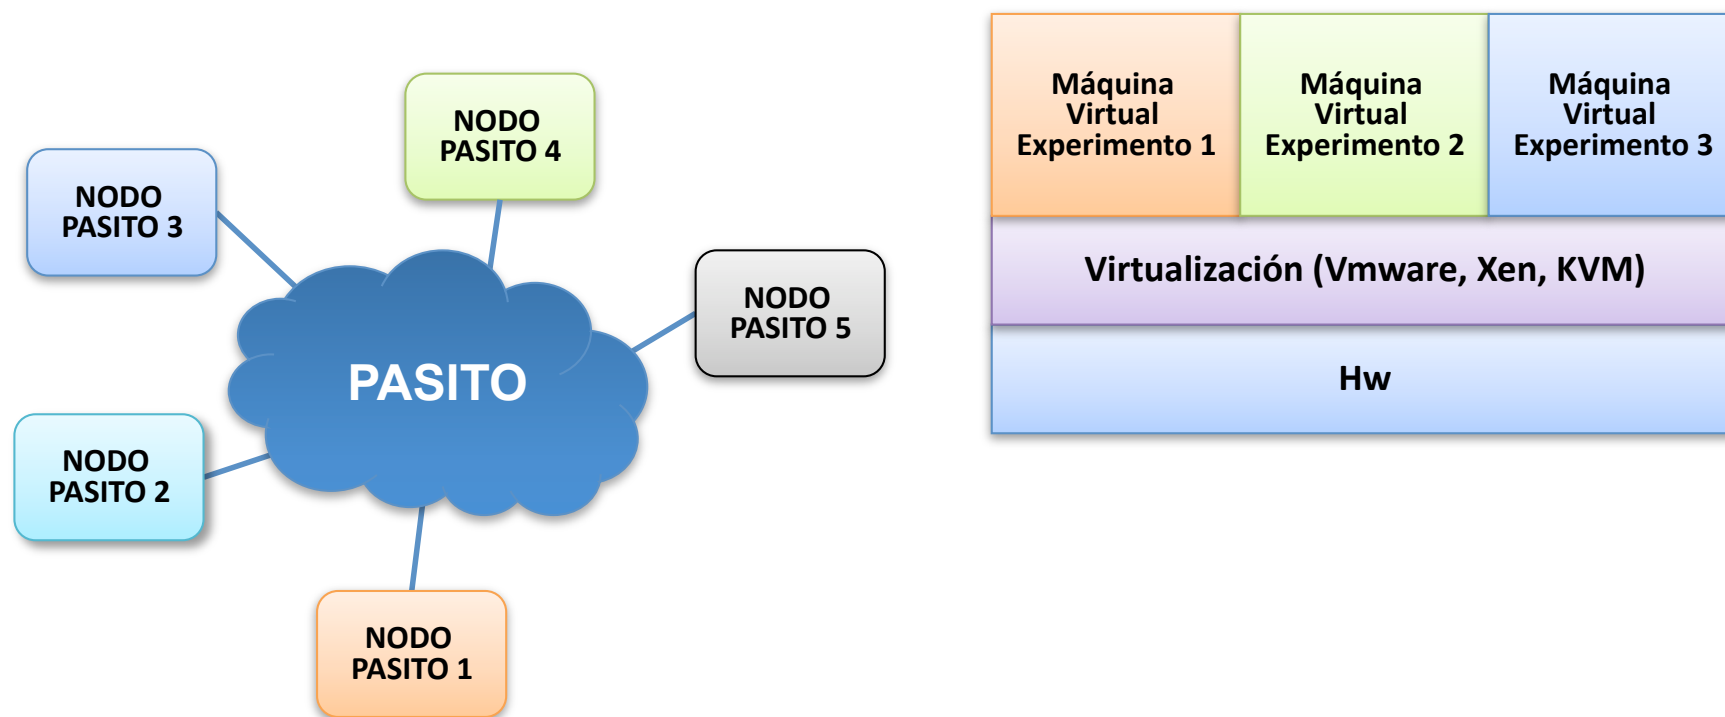 NODO
PASITO 4
NODO
PASITO 3
NODO
PASITO 5
PASITO
NODO
PASITO 2
NODO
PASITO 1
Máquina
Virtual
Experimento 1
Máquina
Virtual
Experimento 2
Máquina
Virtual
Experimento 3
Virtualización (Vmware, Xen, KVM)
Hw